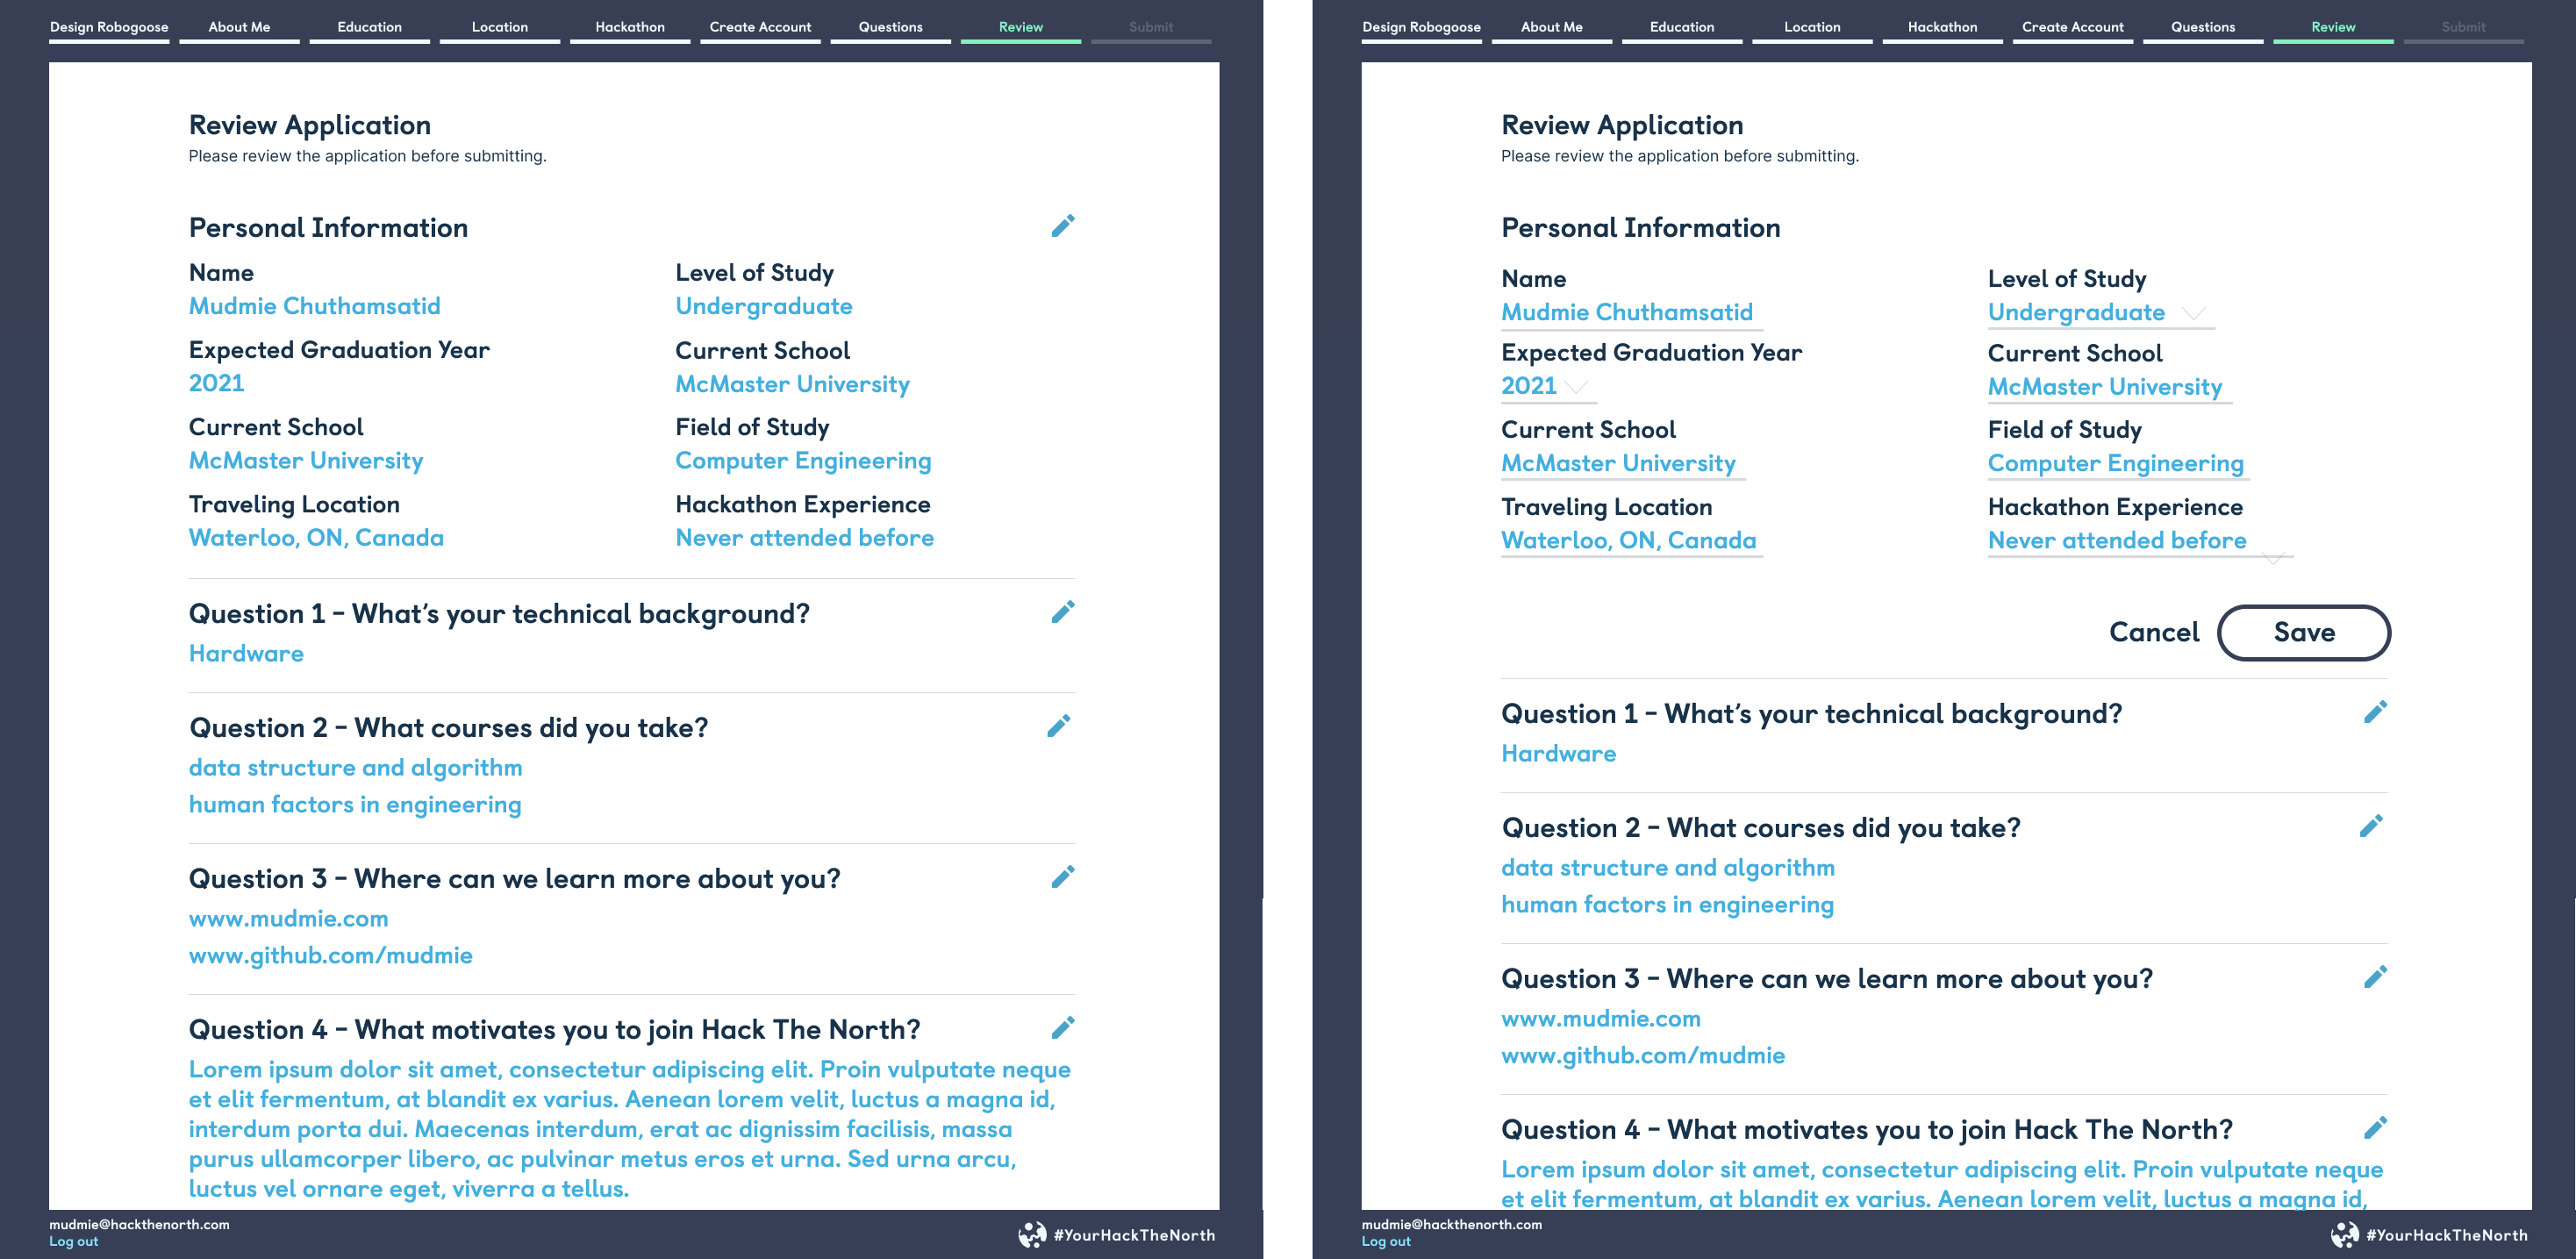 Design Robogoose About Me Education Location Hackathon Create Account Questions Review Submit
Review Application
Please review the application before submitting.
Personal Information
Name Level of Study
Mudmie Chuthamsatid Undergraduate
Expected Graduation Year Current School
2021 McMaster University
Current School Field of Study
McMaster University Computer Engineering
Traveling Location Hackathon Experience
Waterloo, ON, Canada Never attended before
Question 1 - What's your technical background?
Hardware
Question 2 - What courses did you take?
data structure and algorithm
human factors in engineering
Question 3 - Where can we learn more about you?
www.mudmie.com
www.github.com/mudmie
Question 4 - What motivates you to join Hack The North?
Lorem ipsum dolor sit amet, consectetur adipiscing elit. Proin vulputate neque
et elit fermentum, at blandit ex varius. Aenean lorem velit, luctus a magna id,
interdum porta dui. Maecenas interdum, erat ac dignissim facilisis, massa
purus ullamcorper libero, ac pulvinar metus eros et urna. Sed urna arcu,
luctus vel ornare eget, viverra a tellus.
mudmie@hackthenorth.com
Log out
#YourHackTheNorth
Design Robogoose About Me Education Location Hackathon Create Account Questions Review Submit
Review Application
Please review the application before submitting.
Personal Information
Name Level of Study
Mudmie Chuthamsatid Undergraduate
Expected Graduation Year Current School
2021 McMaster University
Current School Field of Study
McMaster University Computer Engineering
Traveling Location Hackathon Experience
Waterloo, ON, Canada Never attended before
Cancel Save
Question 1 - What's your technical background?
Hardware
Question 2 - What courses did you take?
data structure and algorithm
human factors in engineering
Question 3 - Where can we learn more about you?
www.mudmie.com
www.github.com/mudmie
Question 4 - What motivates you to join Hack The North?
Lorem ipsum dolor sit amet, consectetur adipiscing elit. Proin vulputate neque
et elit fermentum, at blandit ex varius. Aenean lorem velit, luctus a magna id,
mudmie@hackthenorth.com
Log out
#YourHackTheNorth